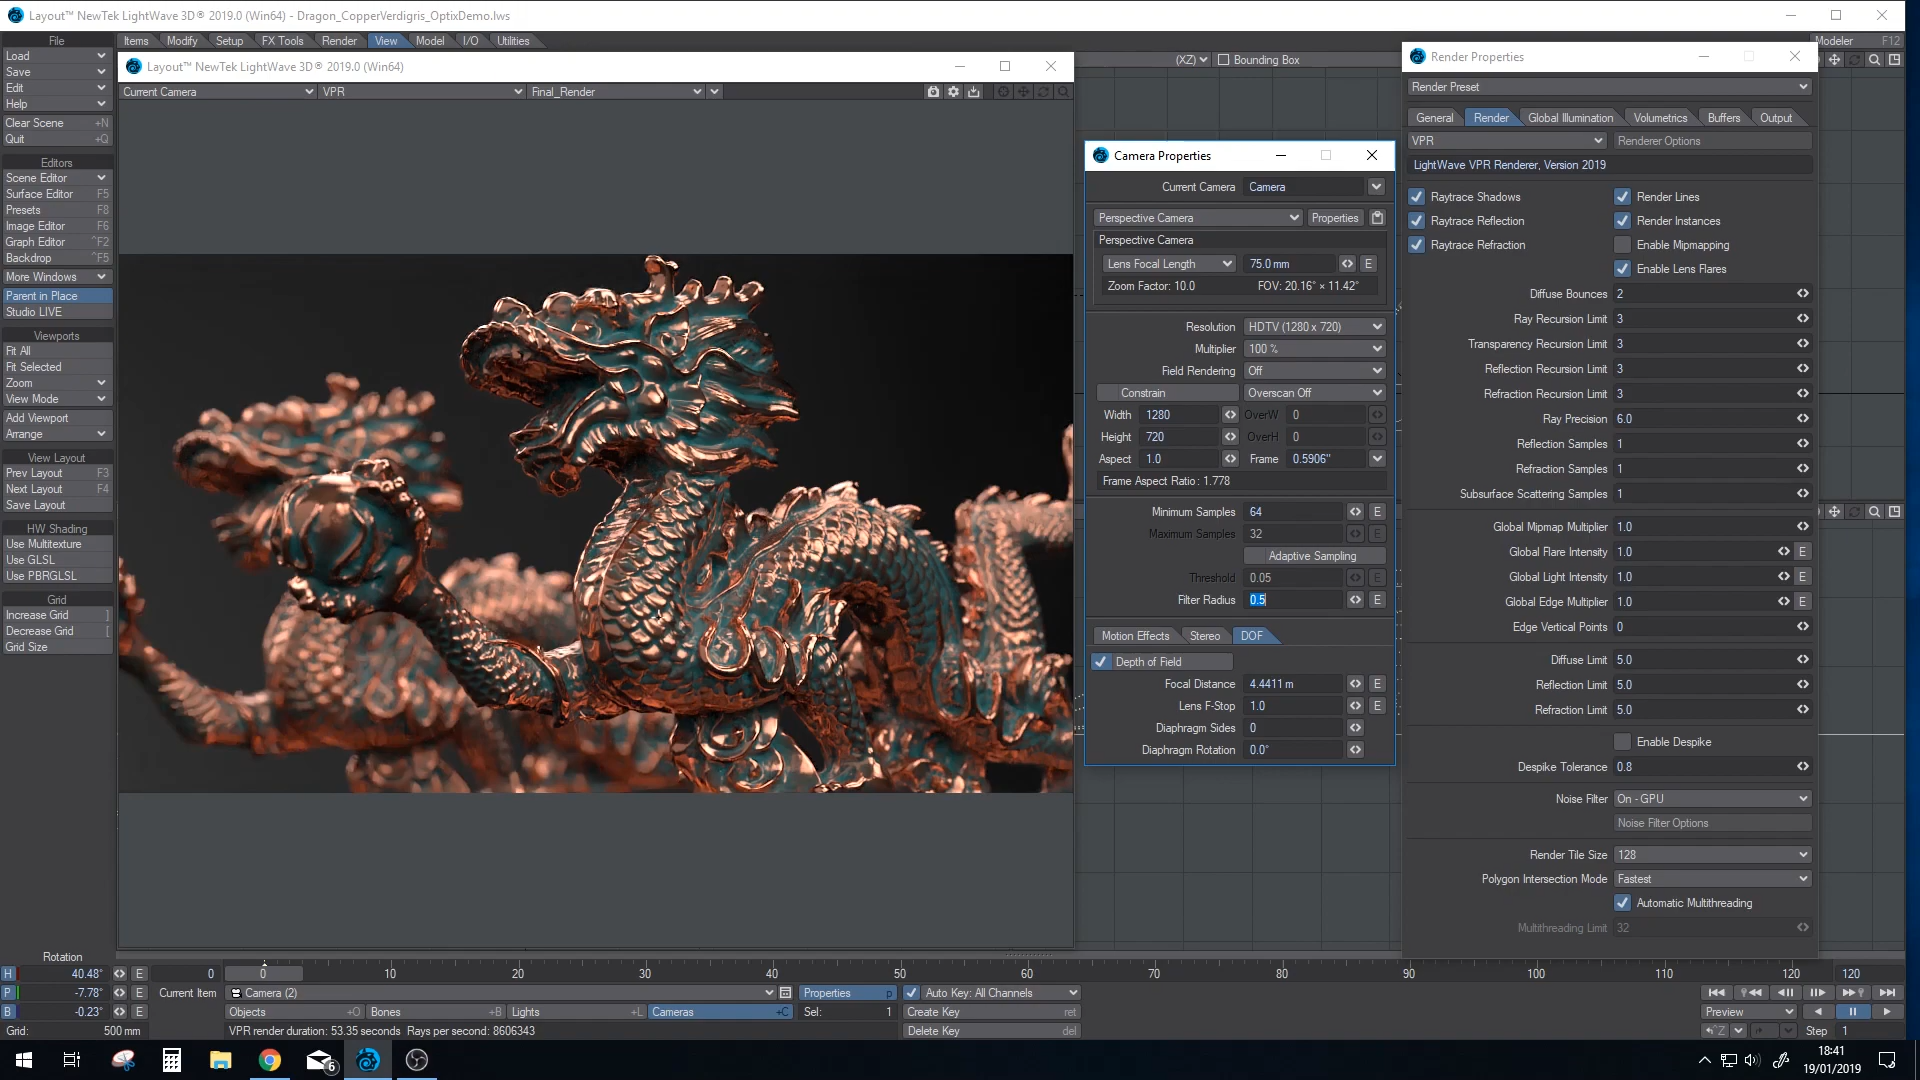 Layout™ NewTek LightWave 3D® 2019.0 (Win64) - Dragon_CopperVerdigris_OptixDemo.lws
File
Items Modify Setup FX Tools Render View Model I/O Utilities
Modeler F12
Load
Save
Edit
Help
Clear Scene +N
Quit +Q
Editors
Scene Editor
Surface Editor F5
Presets F8
Image Editor F6
Graph Editor ^F2
Backdrop ^F5
More Windows
Parent in Place
Studio LIVE
Viewports
Fit All
Fit Selected
Zoom
View Mode
Add Viewport
Arrange
View Layout
Prev Layout F3
Next Layout F4
Save Layout
HW Shading
Use Multitexture
Use GLSL
Use PBRGLSL
Grid
Increase Grid ]
Decrease Grid [
Grid Size
Layout™ NewTek LightWave 3D® 2019.0 (Win64)
Current Camera VPR Final_Render
(XZ) Bounding Box
Camera Properties
Current Camera Camera
Perspective Camera Properties
Perspective Camera
Lens Focal Length 75.0 mm E
Zoom Factor: 10.0 FOV: 20.16° × 11.42°
Resolution HDTV (1280 x 720)
Multiplier 100 %
Field Rendering Off
Constrain Overscan Off
Width 1280 OverW 0
Height 720 OverH 0
Aspect 1.0 Frame 0.5906"
Frame Aspect Ratio: 1.778
Minimum Samples 64 E
Maximum Samples 32 E
Adaptive Sampling
Threshold 0.05 E
Filter Radius 0.5 E
Motion Effects Stereo DOF
Depth of Field
Focal Distance 4.4411 m E
Lens F-Stop 1.0 E
Diaphragm Sides 0
Diaphragm Rotation 0.0°
Render Properties
Render Preset
General Render Global Illumination Volumetrics Buffers Output
VPR Renderer Options
LightWave VPR Renderer, Version 2019
Raytrace Shadows Render Lines
Raytrace Reflection Render Instances
Raytrace Refraction Enable Mipmapping
Enable Lens Flares
Diffuse Bounces 2
Ray Recursion Limit 3
Transparency Recursion Limit 3
Reflection Recursion Limit 3
Refraction Recursion Limit 3
Ray Precision 6.0
Reflection Samples 1
Refraction Samples 1
Subsurface Scattering Samples 1
Global Mipmap Multiplier 1.0
Global Flare Intensity 1.0 E
Global Light Intensity 1.0 E
Global Edge Multiplier 1.0 E
Edge Vertical Points 0
Diffuse Limit 5.0
Reflection Limit 5.0
Refraction Limit 5.0
Enable Despike
Despike Tolerance 0.8
Noise Filter On - GPU
Noise Filter Options
Render Tile Size 128
Polygon Intersection Mode Fastest
Automatic Multithreading
Multithreading Limit 32
Rotation
H 40.48° E 0 0 10 20 30 40 50 60 70 80 90 100 110 120 120
P -7.78° E Current Item Camera (2) Properties p Auto Key: All Channels
B -0.23° E Objects +O Bones +B Lights +L Cameras +C Sel: 1 Create Key ret Preview
Grid: 500 mm VPR render duration: 53.35 seconds Rays per second: 8606343 Delete Key del ^Z Step 1
6
18:41
19/01/2019